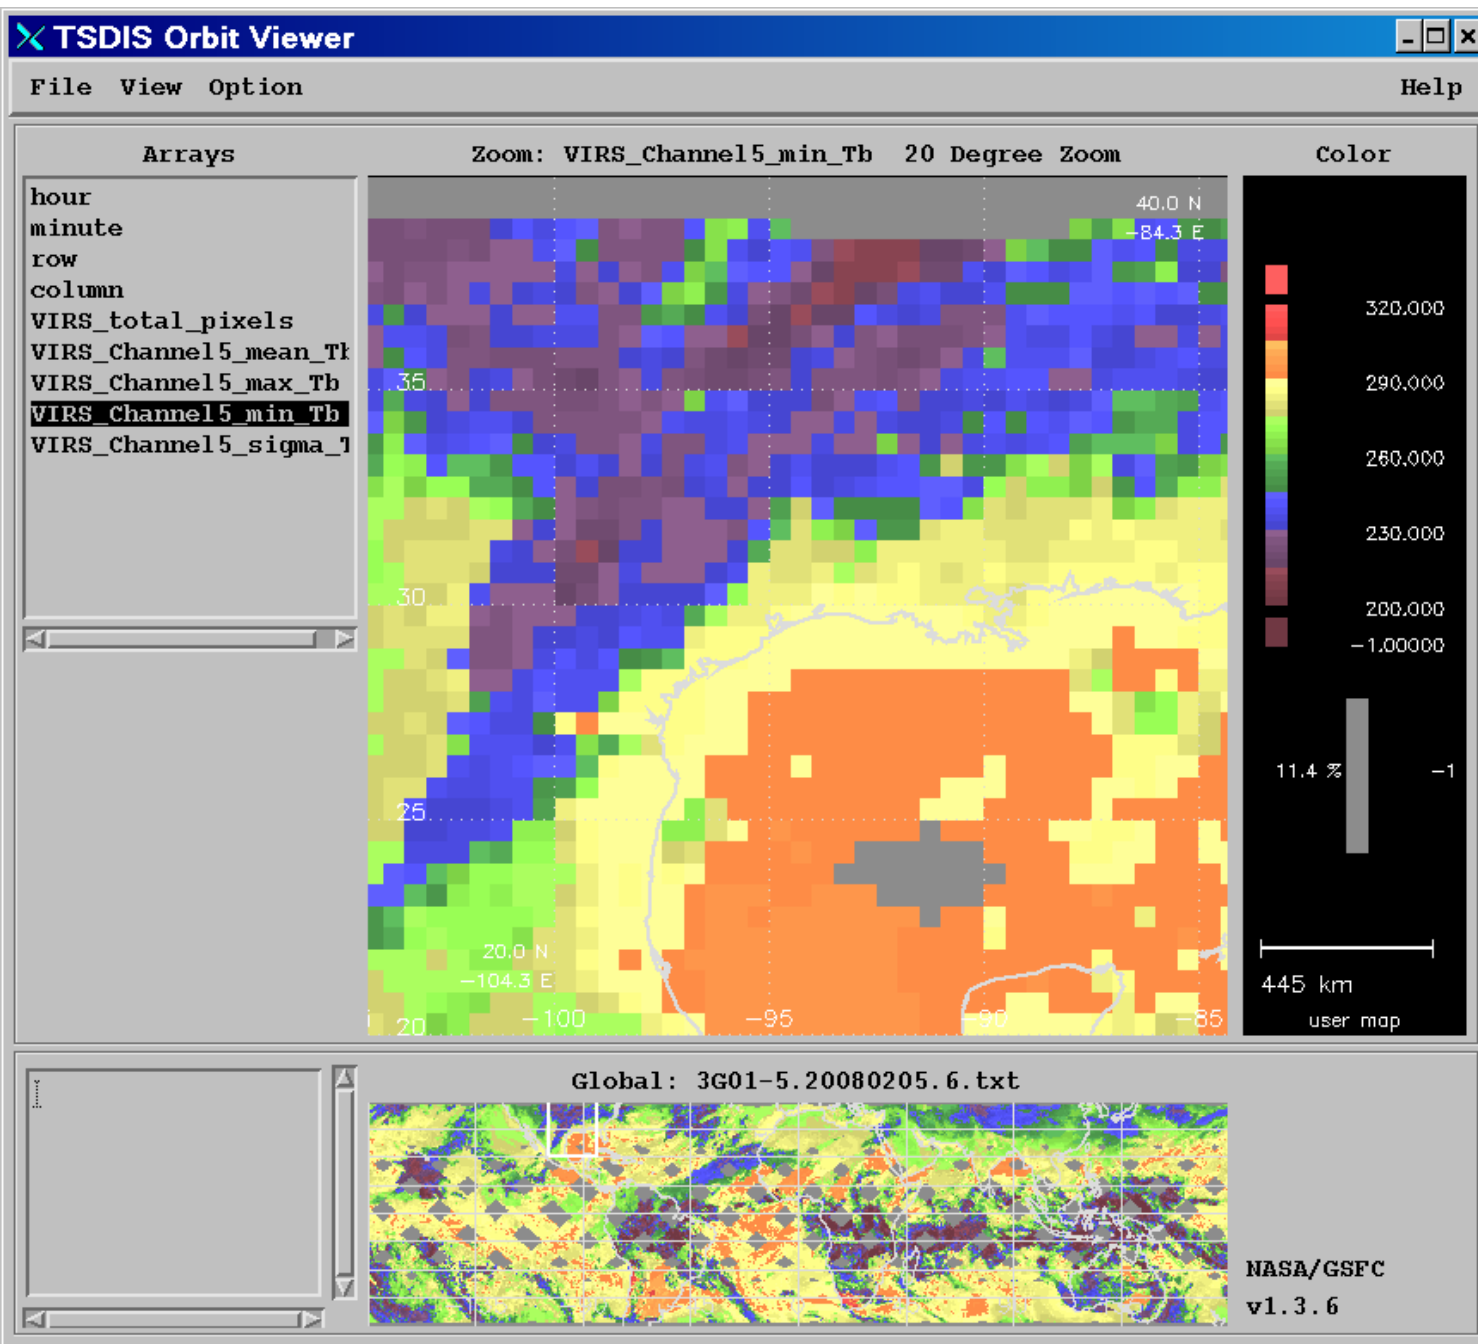 TSDIS Orbit Viewer
File View Option Help
Arrays
hour
minute
row
column
VIRS_total_pixels
VIRS_Channel5_mean_Tb
VIRS_Channel5_max_Tb
VIRS_Channel5_min_Tb
VIRS_Channel5_sigma_T
Zoom: VIRS_Channel5_min_Tb 20 Degree Zoom
40.0 N
-84.3 E
35
30
25
20.0 N
-104.3 E
20 -100 -95 -90 -85
Color
320.000
290.000
260.000
230.000
200.000
-1.00000
11.4 % -1
445 km
user map
Global: 3G01-5.20080205.6.txt
NASA/GSFC
v1.3.6